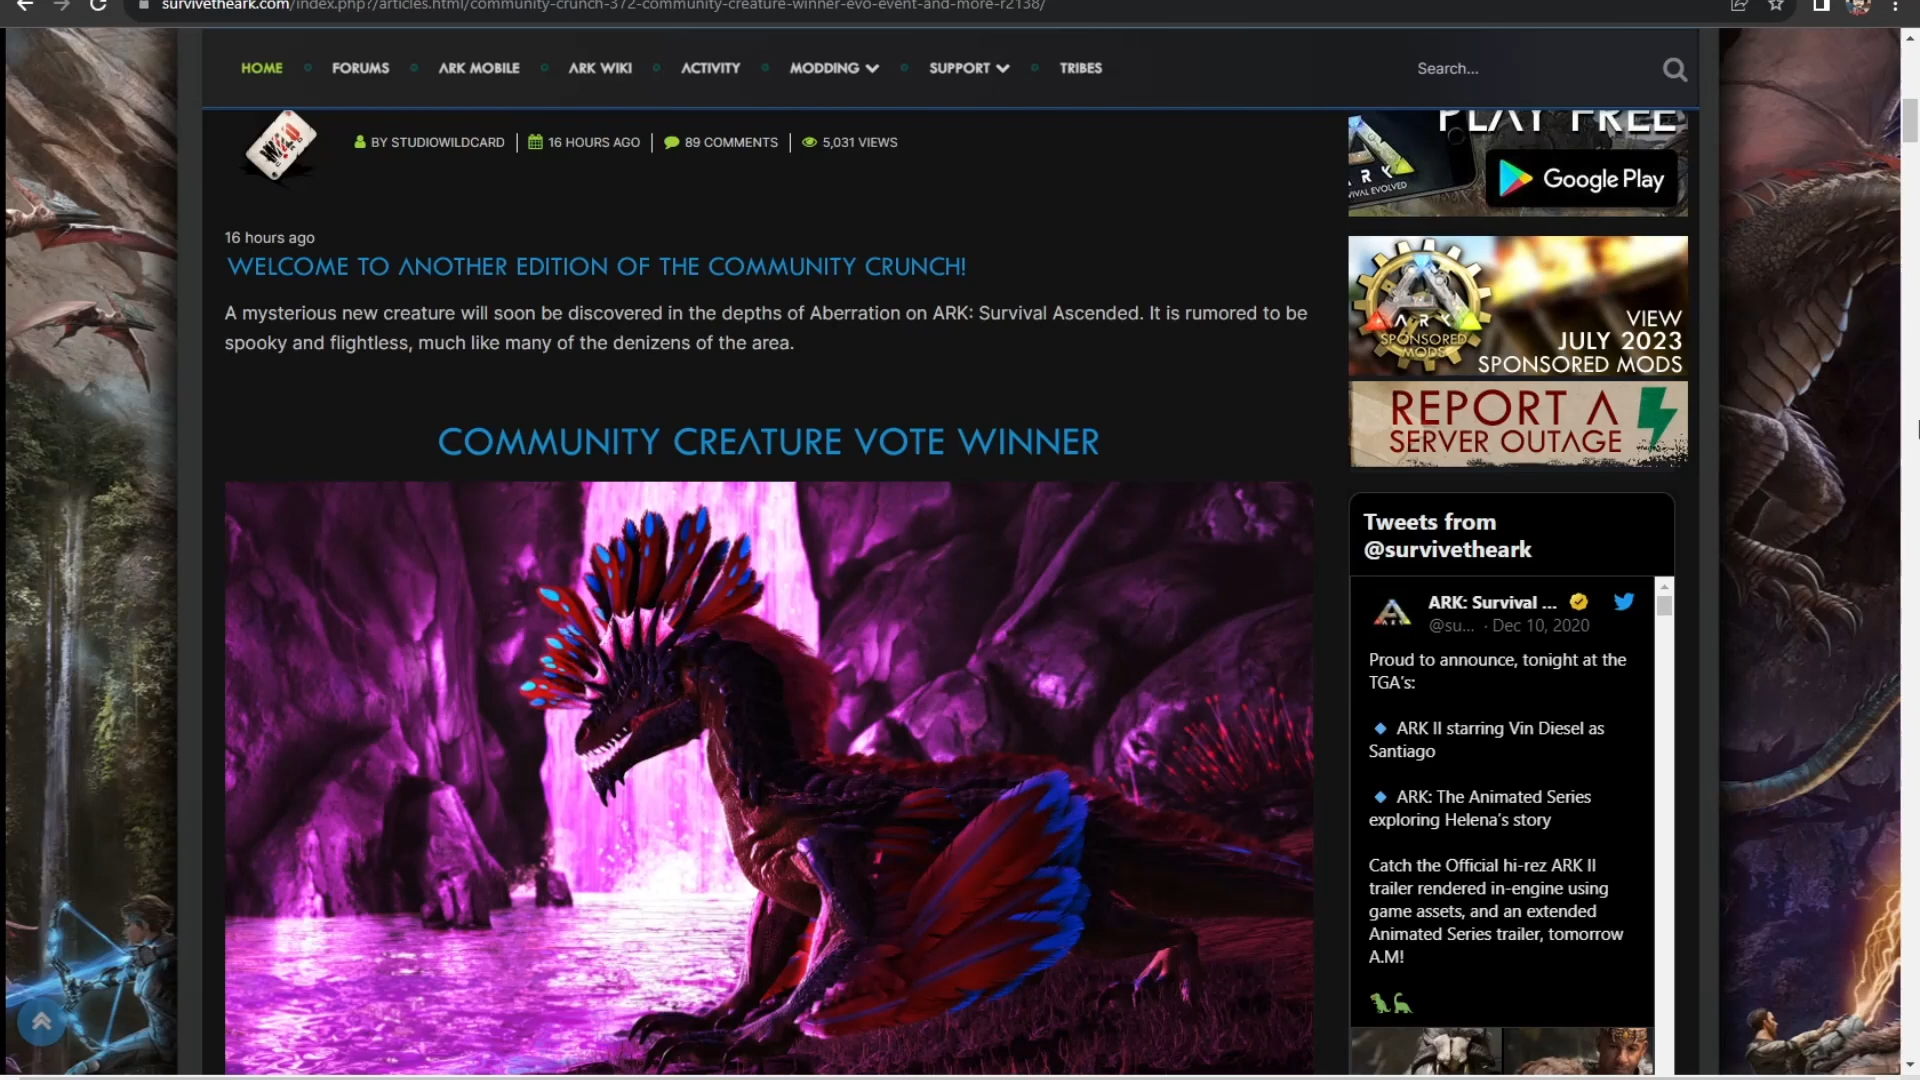 survivetheark.com/index.php?/articles.html/community-crunch-372-community-creature-winner-evo-event-and-more-r2138/
HOME FORUMS ARK MOBILE ARK WIKI ACTIVITY MODDING SUPPORT TRIBES Search...
BY STUDIOWILDCARD 16 HOURS AGO 89 COMMENTS 5,031 VIEWS
16 hours ago
WELCOME TO ANOTHER EDITION OF THE COMMUNITY CRUNCH!
A mysterious new creature will soon be discovered in the depths of Aberration on ARK: Survival Ascended. It is rumored to be
spooky and flightless, much like many of the denizens of the area.
COMMUNITY CREATURE VOTE WINNER
PLAY FREE
Google Play
ARK
SPONSORED
MODS
VIEW
JULY 2023
SPONSORED MODS
REPORT A
SERVER OUTAGE
Tweets from
@survivetheark
ARK: Survival ...
@su... · Dec 10, 2020
Proud to announce, tonight at the
TGA's:
ARK II starring Vin Diesel as
Santiago
ARK: The Animated Series
exploring Helena's story
Catch the Official hi-rez ARK II
trailer rendered in-engine using
game assets, and an extended
Animated Series trailer, tomorrow
A.M!